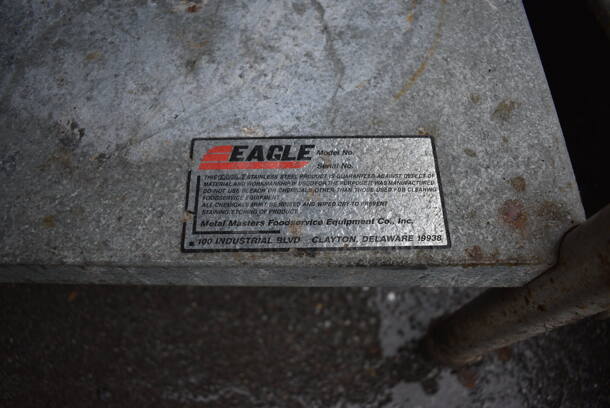 EAGLE Model No.
Serial No.
THIS EAGLE STAINLESS STEEL PRODUCT IS GUARANTEED AGAINST DEFECTS OF
MATERIAL AND WORKMANSHIP IF USED FOR THE PURPOSE IT WAS MANUFACTURED.
DO NOT USE BLEACH OR CHEMICALS OTHER THAN THOSE USED FOR CLEANING
FOODSERVICE EQUIPMENT.
ALL CHEMICALS MUST BE RINSED AND WIPED DRY TO PREVENT
STAINING/ETCHING OF PRODUCT.
Metal Masters Foodservice Equipment Co., Inc.
100 INDUSTRIAL BLVD CLAYTON, DELAWARE 19938